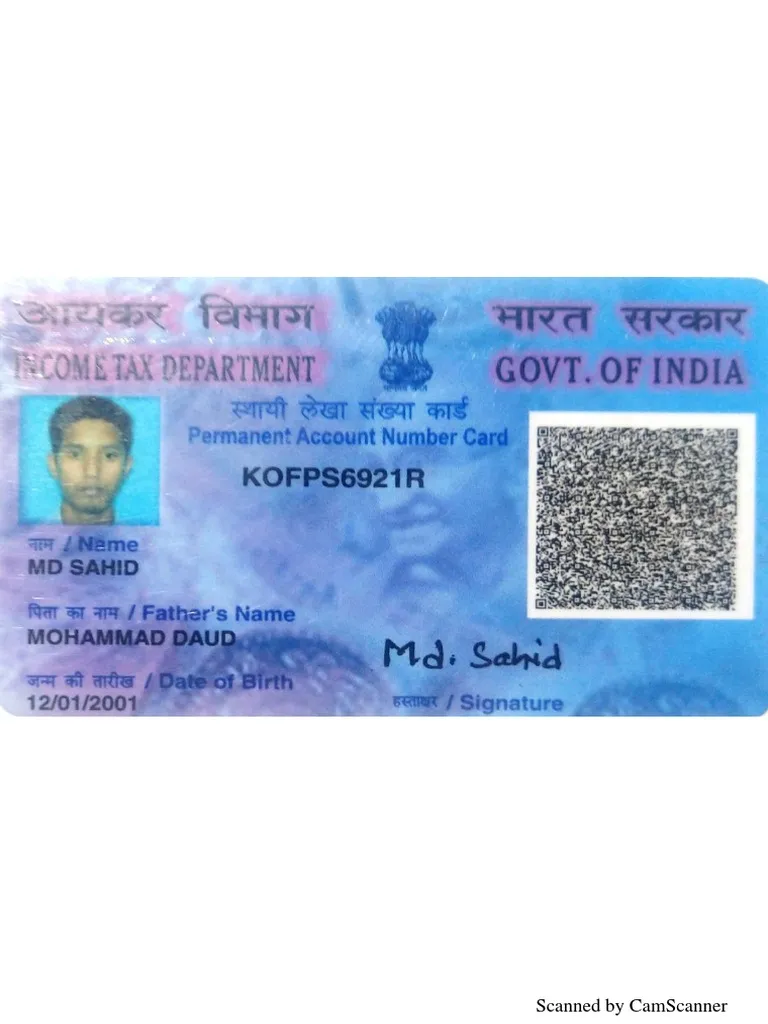 आयकर विभाग
INCOME TAX DEPARTMENT
भारत सरकार
GOVT. OF INDIA
स्थायी लेखा संख्या कार्ड
Permanent Account Number Card
KOFPS6921R
नाम / Name
MD SAHID
पिता का नाम / Father's Name
MOHAMMAD DAUD
जन्म की तारीख / Date of Birth
12/01/2001
Md. Sahid
हस्ताक्षर / Signature
Scanned by CamScanner